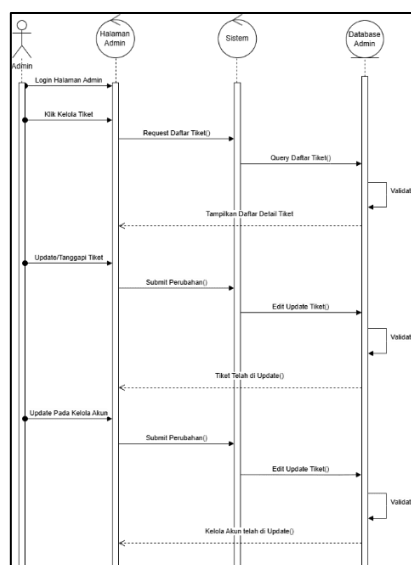 Halaman
Admin
Sistem
Database
Admin
Admin
Login Halaman Admin
Klik Kelola Tiket
Request Daftar Tiket()
Query Daftar Tiket()
Validat
Tampilkan Daftar Detail Tiket
Update/Tanggapi Tiket
Submit Perubahan()
Edit Update Tiket()
Validat
Tiket Telah di Update()
Update Pada Kelola Akun
Submit Perubahan()
Edit Update Tiket()
Validat
Kelola Akun telah di Update()